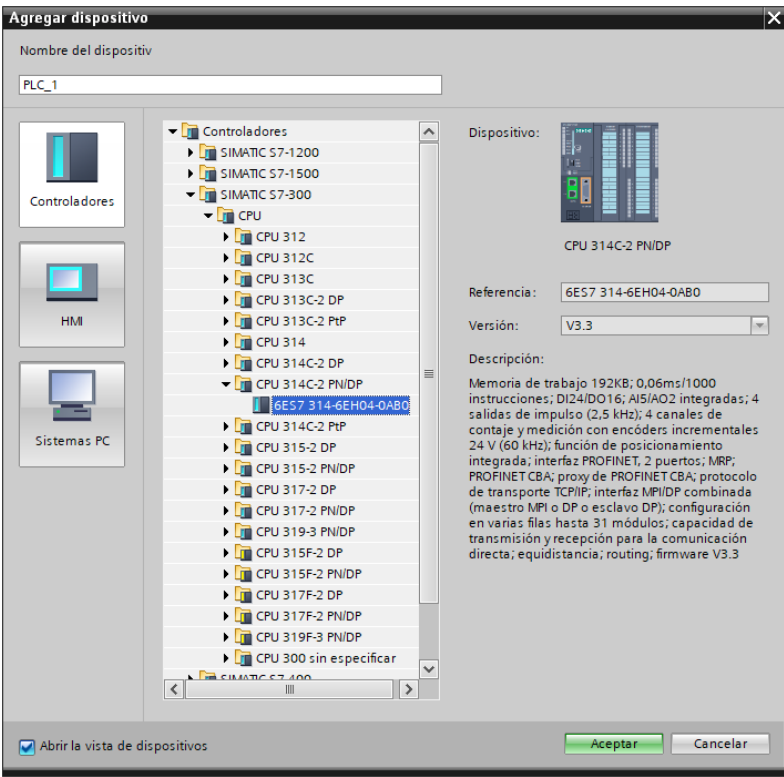 Agregar dispositivo
Nombre del dispositiv
PLC_1
Controladores
HMI
Sistemas PC
Controladores
SIMATIC S7-1200
SIMATIC S7-1500
SIMATIC S7-300
CPU
CPU 312
CPU 312C
CPU 313C
CPU 313C-2 DP
CPU 313C-2 PtP
CPU 314
CPU 314C-2 DP
CPU 314C-2 PN/DP
6ES7 314-6EH04-0AB0
CPU 314C-2 PtP
CPU 315-2 DP
CPU 315-2 PN/DP
CPU 317-2 DP
CPU 317-2 PN/DP
CPU 319-3 PN/DP
CPU 315F-2 DP
CPU 315F-2 PN/DP
CPU 317F-2 DP
CPU 317F-2 PN/DP
CPU 319F-3 PN/DP
CPU 300 sin especificar
SIMATIC S7-400
Dispositivo:
CPU 314C-2 PN/DP
Referencia: 6ES7 314-6EH04-0AB0
Versión: V3.3
Descripción:
Memoria de trabajo 192KB; 0,06ms/1000
instrucciones; DI24/DO16; AI5/AO2 integradas; 4
salidas de impulso (2,5 kHz); 4 canales de
contaje y medición con encóders incrementales
24 V (60 kHz); función de posicionamiento
integrada; interfaz PROFINET, 2 puertos; MRP;
PROFINET CBA; proxy de PROFINET CBA; protocolo
de transporte TCP/IP; interfaz MPI/DP combinada
(maestro MPI o DP o esclavo DP); configuración
en varias filas hasta 31 módulos; capacidad de
transmisión y recepción para la comunicación
directa; equidistancia; routing; firmware V3.3
Abrir la vista de dispositivos
Aceptar
Cancelar